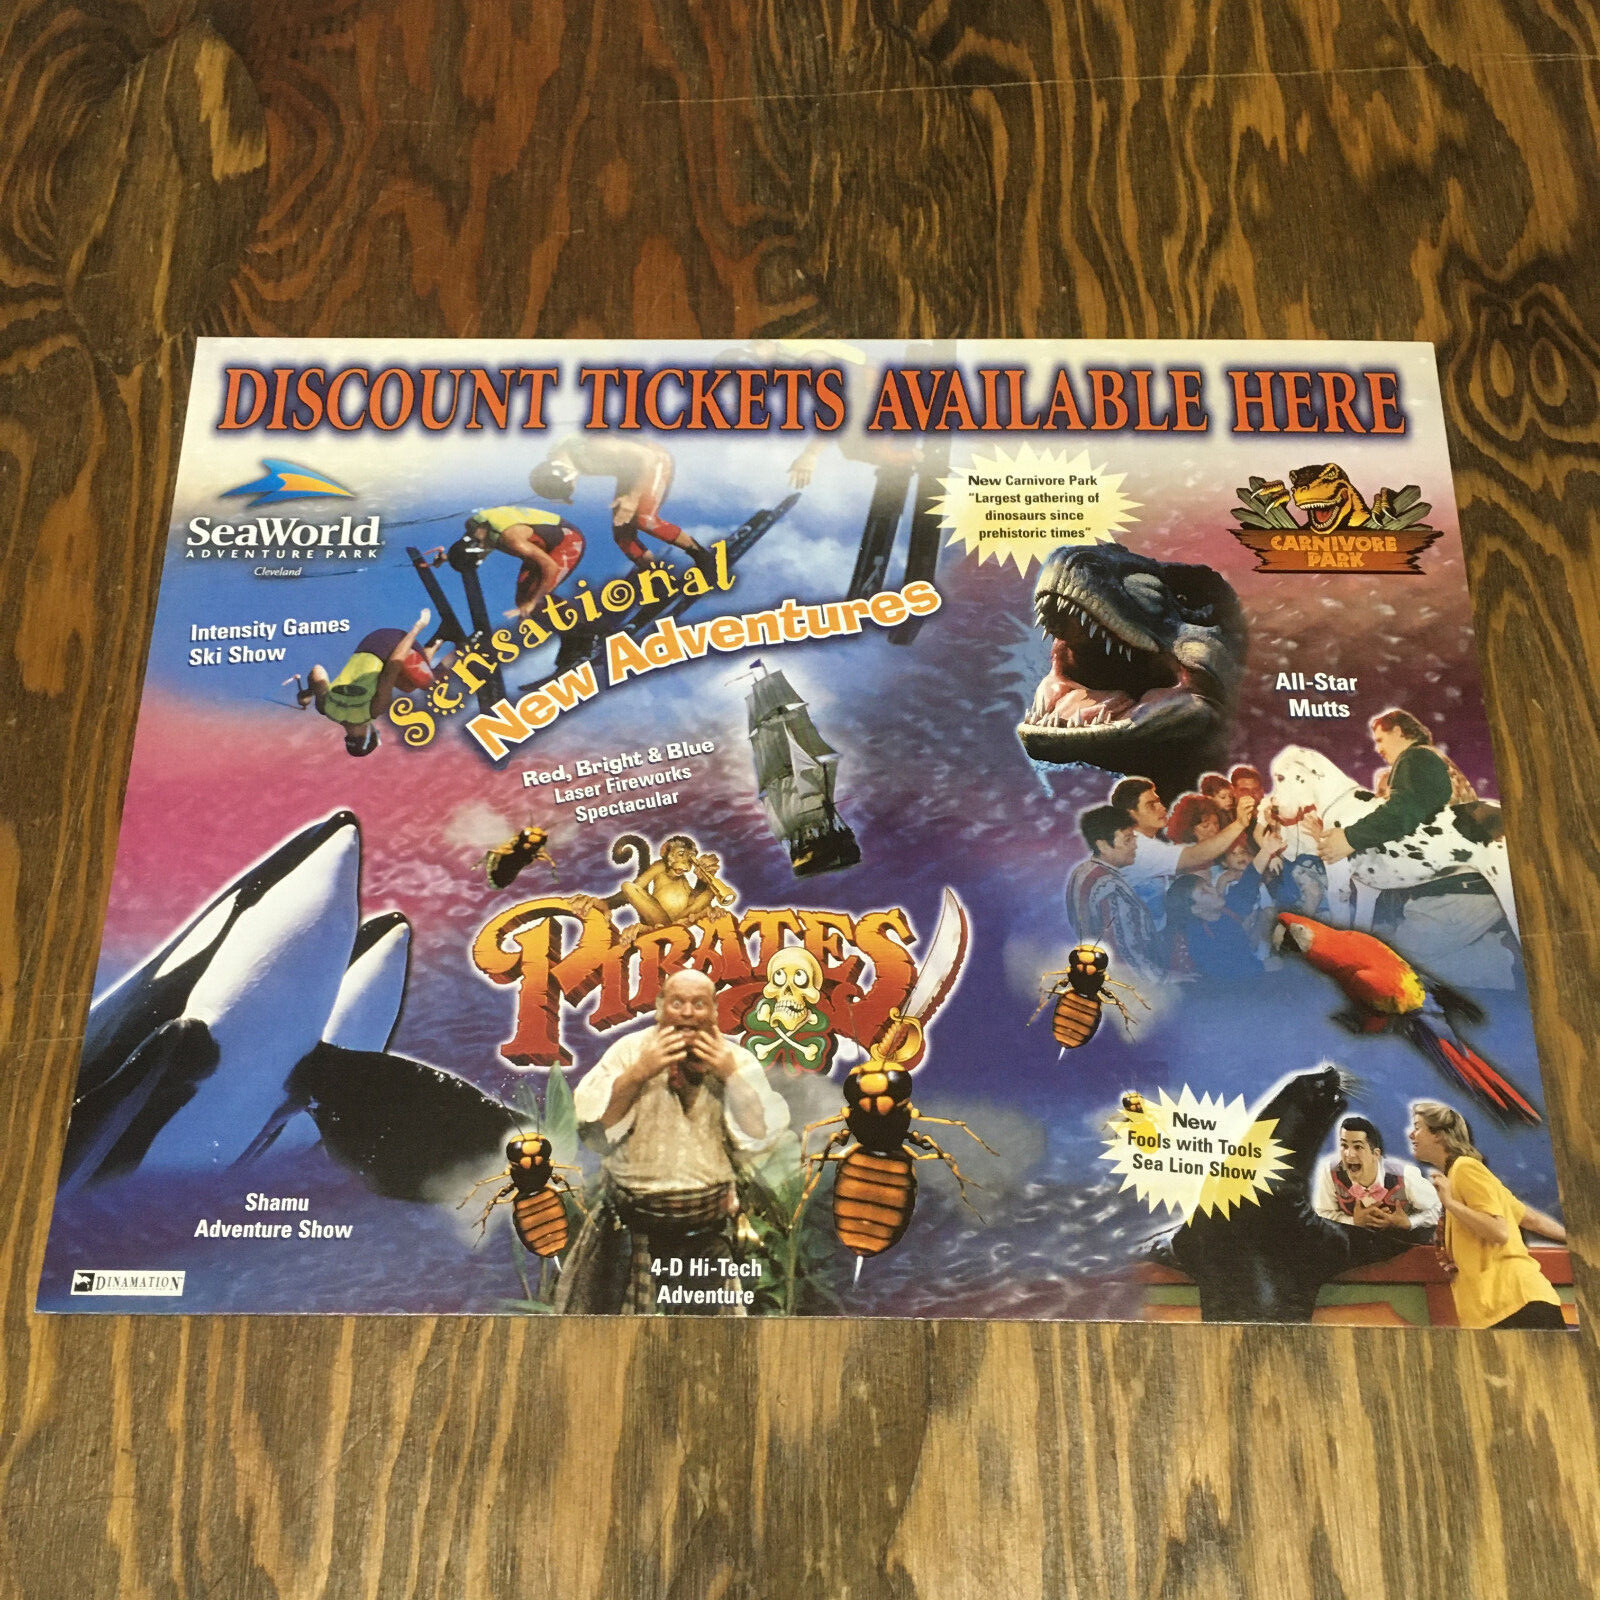 DISCOUNT TICKETS AVAILABLE HERE
SeaWorld
ADVENTURE PARK
Cleveland
New Carnivore Park
"Largest gathering of
dinosaurs since
prehistoric times"
CARNIVORE
PARK
Intensity Games
Ski Show
Sensational
New Adventures
All-Star
Mutts
Red, Bright & Blue
Laser Fireworks
Spectacular
PIRATES
New
Fools with Tools
Sea Lion Show
Shamu
Adventure Show
4-D Hi-Tech
Adventure
DINAMATION